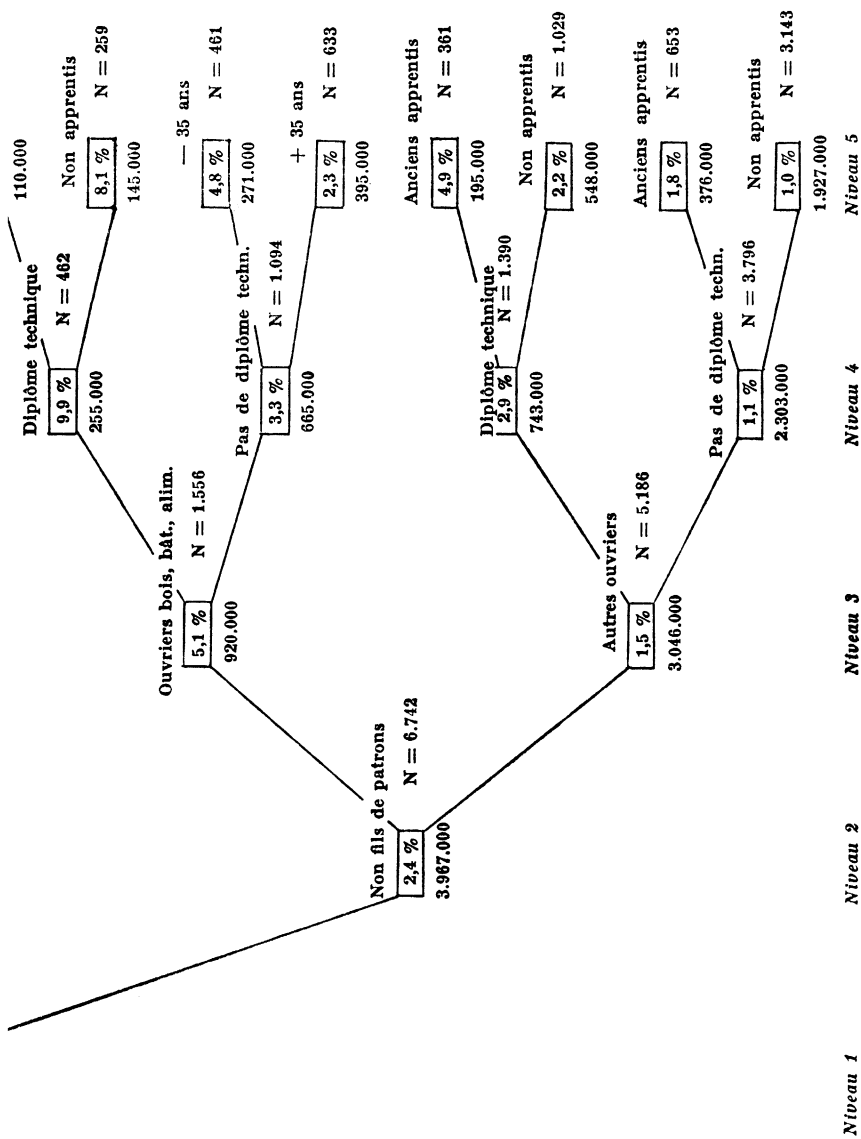 Non fils de patrons
N = 6.742
2,4 %
3.967.000
Ouvriers bois, bât., alim.
N = 1.556
5,1 %
920.000
Autres ouvriers
N = 5.186
1,5 %
3.046.000
Diplôme technique
N = 462
9,9 %
255.000
Pas de diplôme techn.
N = 1.094
3,3 %
665.000
Diplôme technique
N = 1.390
2,9 %
743.000
Pas de diplôme techn.
N = 3.796
1,1 %
2.303.000
110.000
Non apprentis
N = 259
8,1 %
145.000
— 35 ans
N = 461
4,8 %
271.000
+ 35 ans
N = 633
2,3 %
395.000
Anciens apprentis
N = 361
4,9 %
195.000
Non apprentis
N = 1.029
2,2 %
548.000
Anciens apprentis
N = 653
1,8 %
376.000
Non apprentis
N = 3.143
1,0 %
1.927.000
Niveau 1
Niveau 2
Niveau 3
Niveau 4
Niveau 5